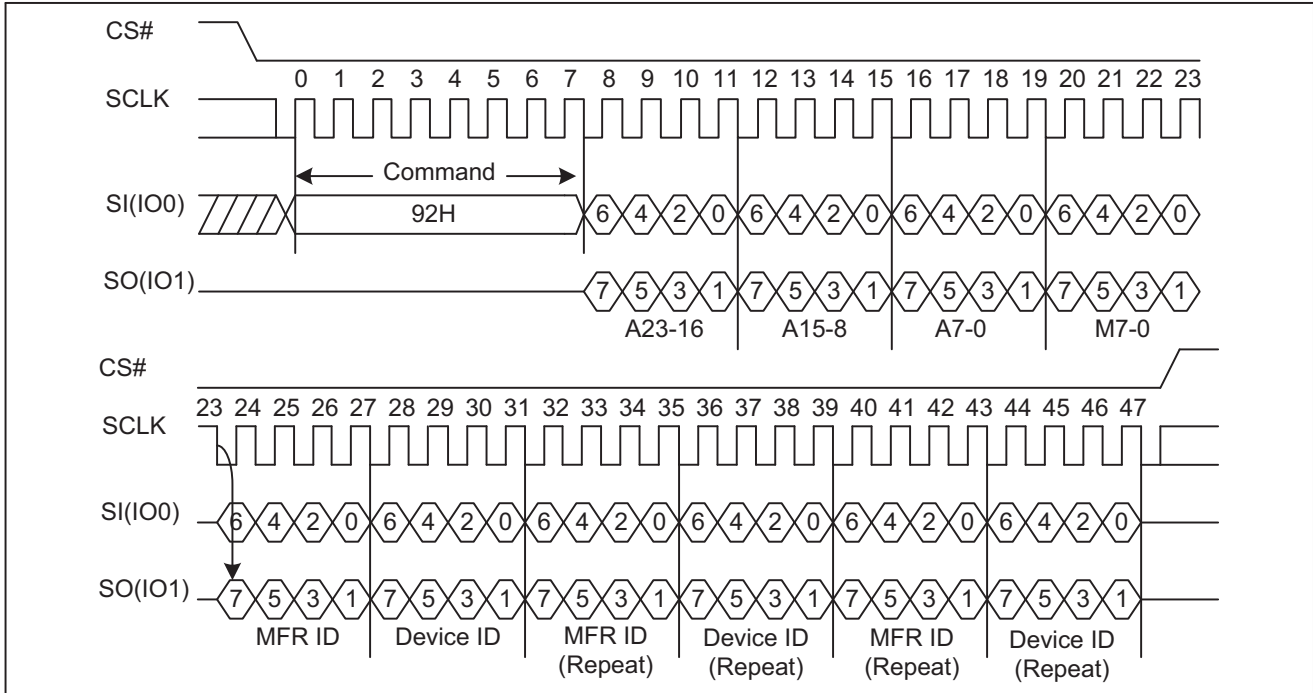 CS#
0 1 2 3 4 5 6 7 8 9 10 11 12 13 14 15 16 17 18 19 20 21 22 23
SCLK
Command
SI(IO0)
92H
6 4 2 0 6 4 2 0 6 4 2 0 6 4 2 0
SO(IO1)
7 5 3 1 7 5 3 1 7 5 3 1 7 5 3 1
A23-16 A15-8 A7-0 M7-0
CS#
23 24 25 26 27 28 29 30 31 32 33 34 35 36 37 38 39 40 41 42 43 44 45 46 47
SCLK
SI(IO0)
6 4 2 0 6 4 2 0 6 4 2 0 6 4 2 0 6 4 2 0 6 4 2 0
SO(IO1)
7 5 3 1 7 5 3 1 7 5 3 1 7 5 3 1 7 5 3 1 7 5 3 1
MFR ID Device ID MFR ID Device ID MFR ID Device ID
(Repeat) (Repeat) (Repeat) (Repeat)